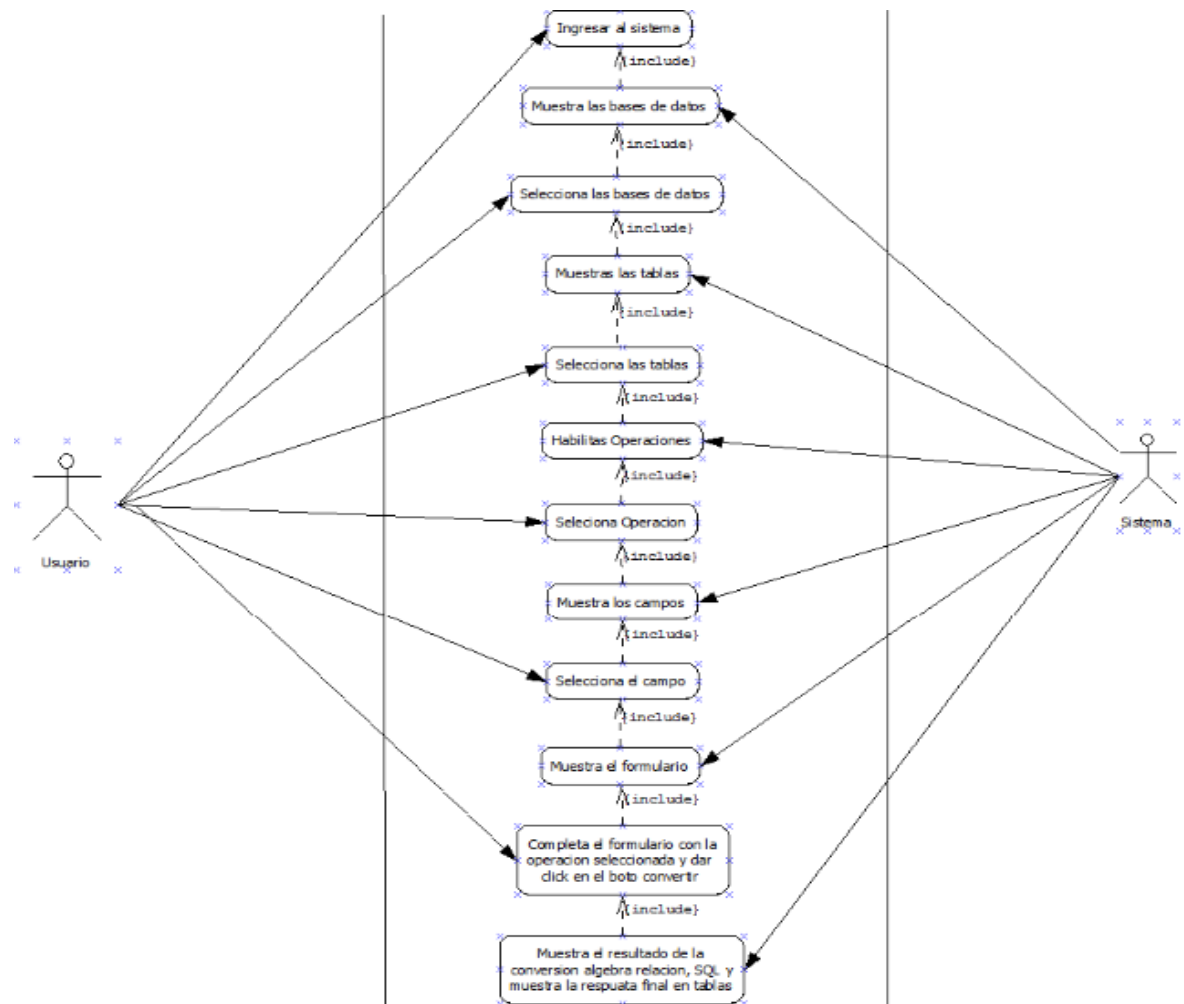 Ingresar al sistema
{include}
Muestra las bases de datos
{include}
Selecciona las bases de datos
{include}
Muestras las tablas
{include}
Selecciona las tablas
{include}
Habilitas Operaciones
{include}
Seleciona Operacion
{include}
Muestra los campos
{include}
Selecciona el campo
{include}
Muestra el formulario
{include}
Completa el formulario con la
operacion seleccionada y dar
click en el boto convertir
{include}
Muestra el resultado de la
conversion algebra relacion, SQL y
muestra la respuata final en tablas
Usuario
Sistema